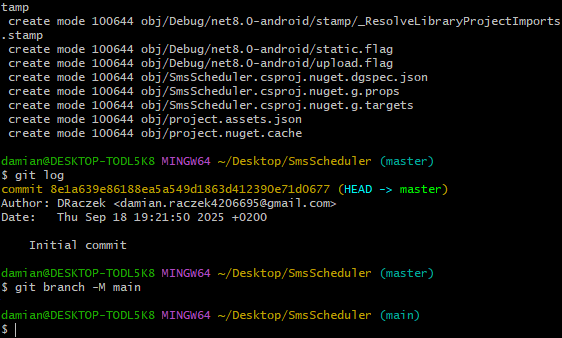 tamp
 create mode 100644 obj/Debug/net8.0-android/stamp/_ResolveLibraryProjectImports
.stamp
 create mode 100644 obj/Debug/net8.0-android/static.flag
 create mode 100644 obj/Debug/net8.0-android/upload.flag
 create mode 100644 obj/SmsScheduler.csproj.nuget.dgspec.json
 create mode 100644 obj/SmsScheduler.csproj.nuget.g.props
 create mode 100644 obj/SmsScheduler.csproj.nuget.g.targets
 create mode 100644 obj/project.assets.json
 create mode 100644 obj/project.nuget.cache
damian@DESKTOP-TODL5K8 MINGW64 ~/Desktop/SmsScheduler (master)
$ git log
commit 8e1a639e86188ea5a549d1863d412390e71d0677 (HEAD -> master)
Author: DRaczek <damian.raczek4206695@gmail.com>
Date:   Thu Sep 18 19:21:50 2025 +0200
    Initial commit
damian@DESKTOP-TODL5K8 MINGW64 ~/Desktop/SmsScheduler (master)
$ git branch -M main
damian@DESKTOP-TODL5K8 MINGW64 ~/Desktop/SmsScheduler (main)
$